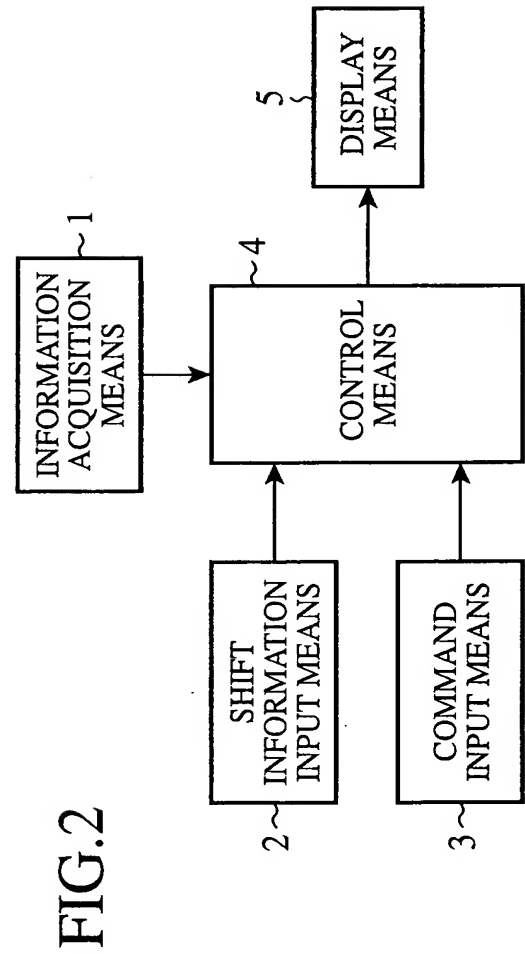 FIG.2
1
INFORMATION
ACQUISITION
MEANS
2
SHIFT
INFORMATION
INPUT MEANS
4
CONTROL
MEANS
5
DISPLAY
MEANS
3
COMMAND
INPUT MEANS